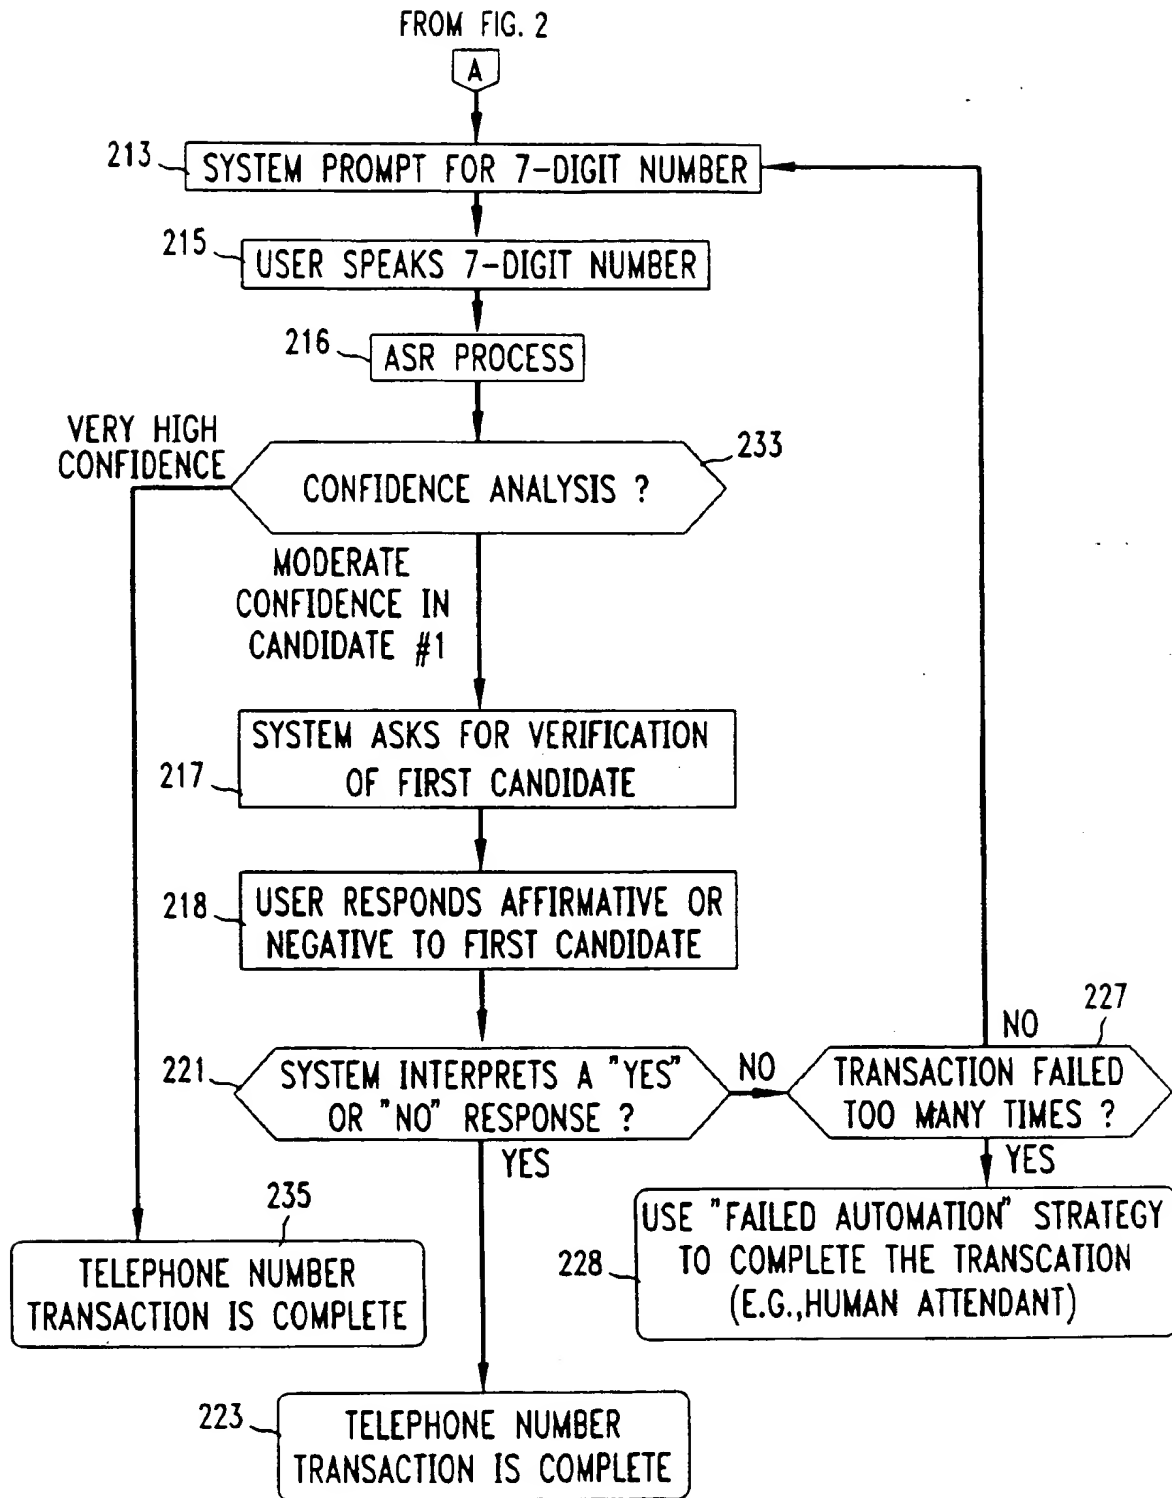 FROM FIG. 2
A
213
SYSTEM PROMPT FOR 7-DIGIT NUMBER
215
USER SPEAKS 7-DIGIT NUMBER
216
ASR PROCESS
VERY HIGH
CONFIDENCE
233
CONFIDENCE ANALYSIS ?
MODERATE
CONFIDENCE IN
CANDIDATE #1
217
SYSTEM ASKS FOR VERIFICATION
OF FIRST CANDIDATE
218
USER RESPONDS AFFIRMATIVE OR
NEGATIVE TO FIRST CANDIDATE
221
SYSTEM INTERPRETS A "YES"
OR "NO" RESPONSE ?
NO
YES
227
NO
TRANSACTION FAILED
TOO MANY TIMES ?
YES
228
USE "FAILED AUTOMATION" STRATEGY
TO COMPLETE THE TRANSCATION
(E.G.,HUMAN ATTENDANT)
235
TELEPHONE NUMBER
TRANSACTION IS COMPLETE
223
TELEPHONE NUMBER
TRANSACTION IS COMPLETE